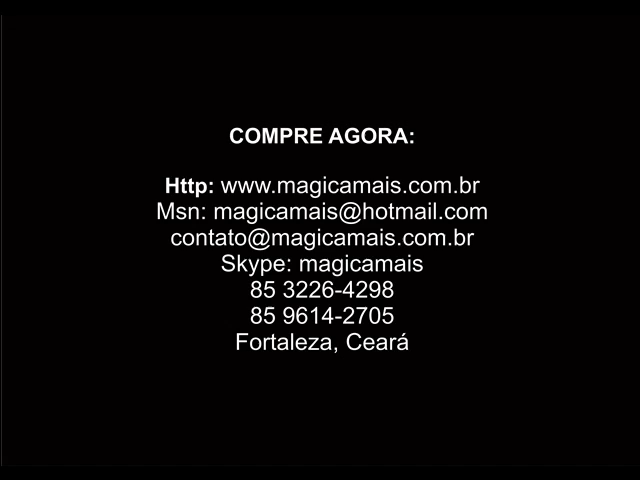 COMPRE AGORA:
Http: www.magicamais.com.br
Msn: magicamais@hotmail.com
contato@magicamais.com.br
Skype: magicamais
85 3226-4298
85 9614-2705
Fortaleza, Ceará